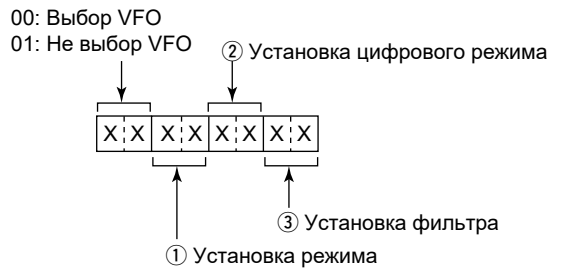 00: Выбор VFO
01: Не выбор VFO
② Установка цифрового режима
X X X X X X X X
③ Установка фильтра
① Установка режима